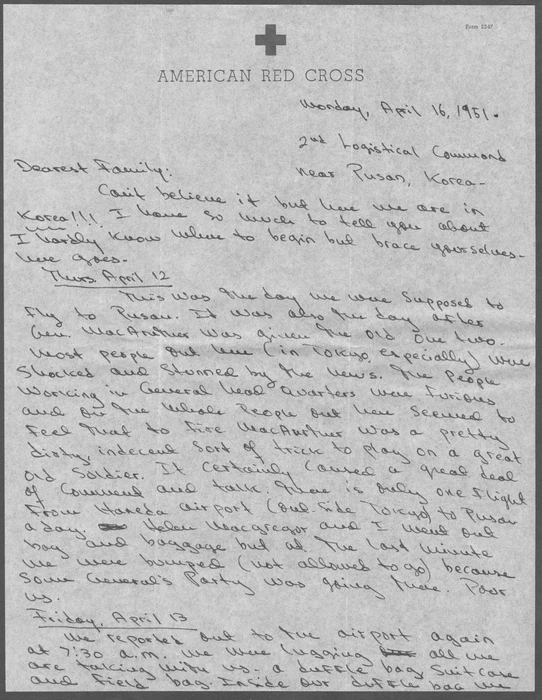 Form 2247
AMERICAN RED CROSS
Monday, April 16, 1951.
2nd Logistical Command
near Pusan, Korea-
Dearest Family:
Can't believe it but here we are in
Korea!!! I have so much to tell you about
I hardly know where to begin but brace yourselves-
here goes.
Thurs. April 12
This was the day we were supposed to
fly to Pusan. It was also the day after
Gen. MacArthur was given the old one two.
Most people out here (in Tokyo, especially) were
shocked and stunned by the news. The people
working in General head quarters were furious
and on the whole people out here seemed to
feel that to fire MacArthur was a pretty
dirty, indecent sort of trick to play on a great
old soldier. It certainly caused a great deal
of comment and talk. There is only one flight
from Haneda airport (out-side Tokyo) to Pusan
a day. Helen Macgregor and I went out
bag and baggage but at the last minute
we were bumped (not allowed to go) because
some General's Party was going there. Poor
us.
Friday, April 13
We reported out to the airport again
at 7:30 a.m. We were lugging all we
are taking with us - a duffle bag, suit case
and field bag. Inside our duffle bag we